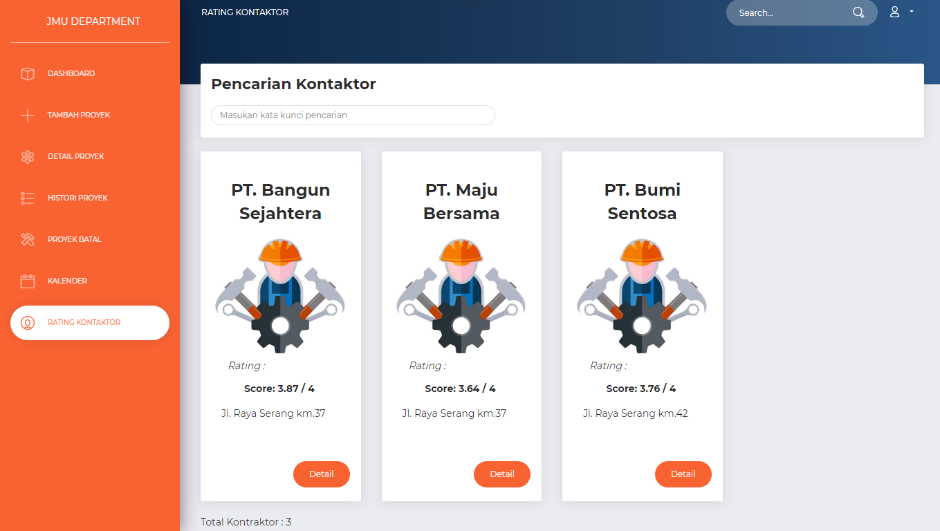 JMU DEPARTMENT
DASHBOARD
TAMBAH PROYEK
DETAIL PROYEK
HISTORI PROYEK
PROYEK BATAL
KALENDER
RATING KONTAKTOR
RATING KONTAKTOR
Search...
Pencarian Kontaktor
Masukan kata kunci pencarian
PT. Bangun
Sejahtera
Rating :
Score: 3.87 / 4
Jl. Raya Serang km.37
Detail
PT. Maju
Bersama
Rating :
Score: 3.64 / 4
Jl. Raya Serang km.37
Detail
PT. Bumi
Sentosa
Rating :
Score: 3.76 / 4
Jl. Raya Serang km.42
Detail
Total Kontraktor : 3